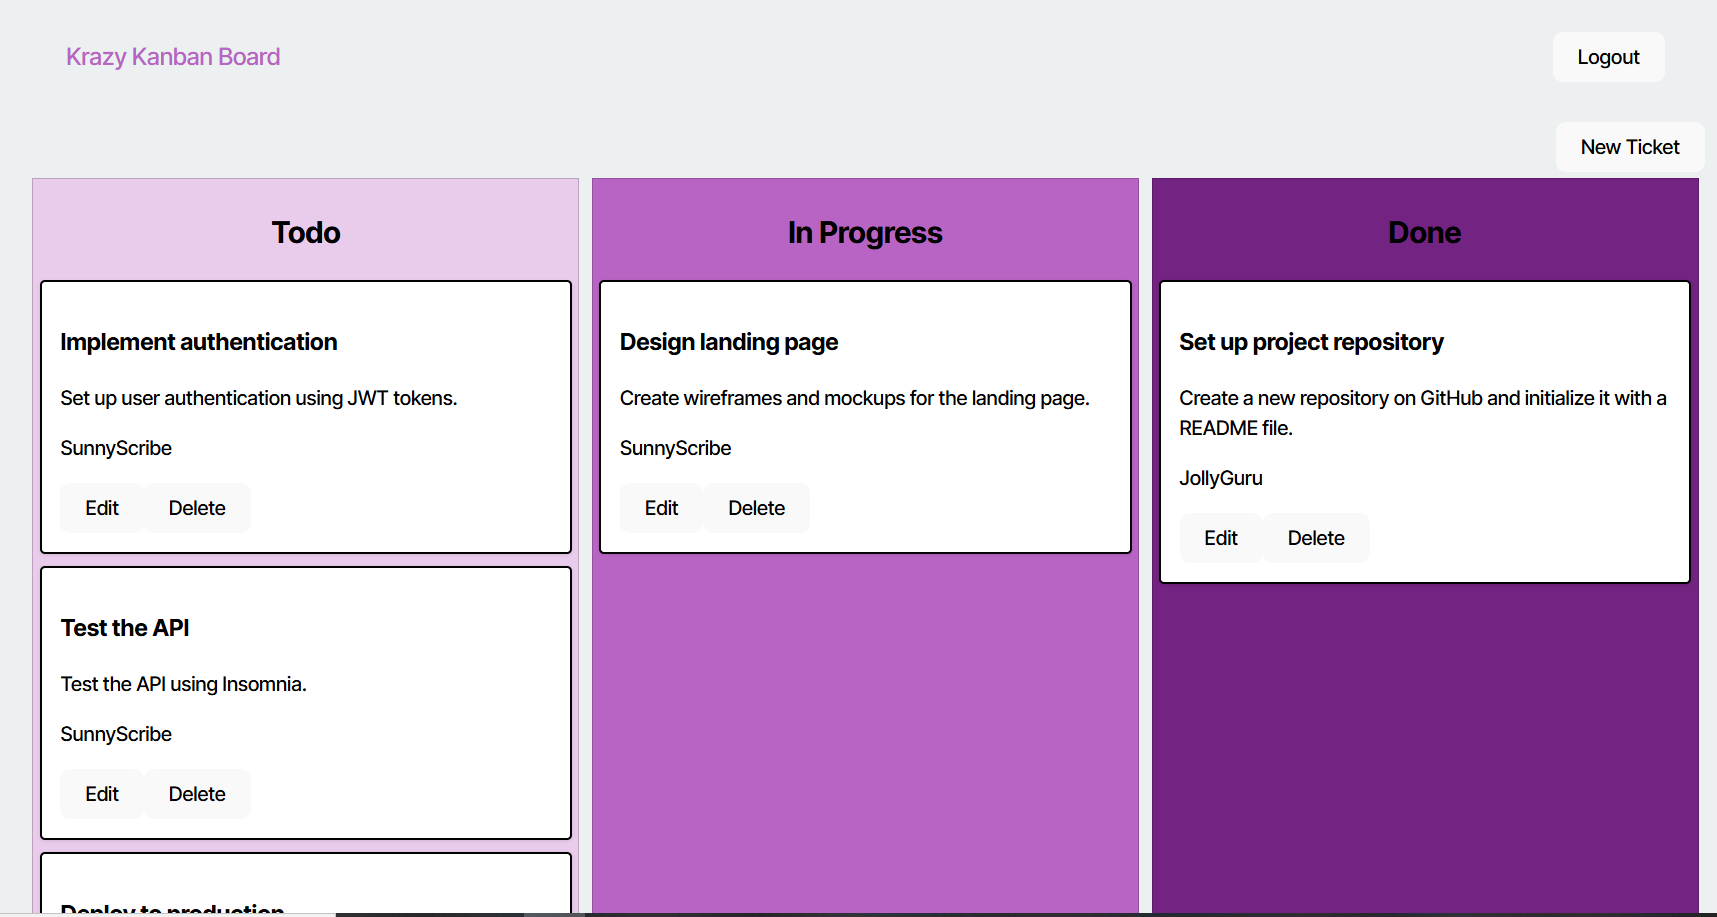 Krazy Kanban Board
Logout
New Ticket
Todo
Implement authentication
Set up user authentication using JWT tokens.
SunnyScribe
Edit
Delete
Test the API
Test the API using Insomnia.
SunnyScribe
Edit
Delete
Deploy to production
In Progress
Design landing page
Create wireframes and mockups for the landing page.
SunnyScribe
Edit
Delete
Done
Set up project repository
Create a new repository on GitHub and initialize it with a
README file.
JollyGuru
Edit
Delete